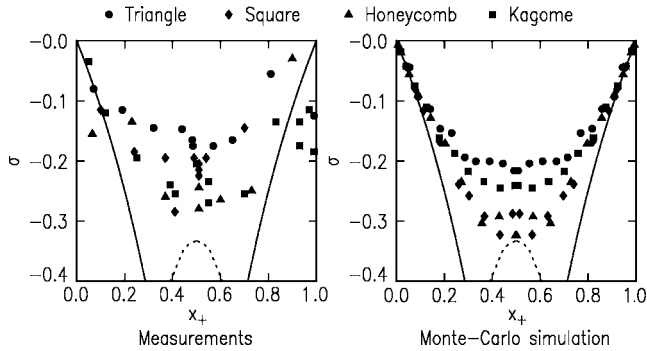 Triangle Square Honeycomb Kagome
−0.0 −0.0
−0.1 −0.1
σ −0.2 σ −0.2
−0.3 −0.3
−0.4 −0.4
0.0 0.2 0.4 0.6 0.8 1.0 0.0 0.2 0.4 0.6 0.8 1.0
x+ x+
Measurements Monte−Carlo simulation